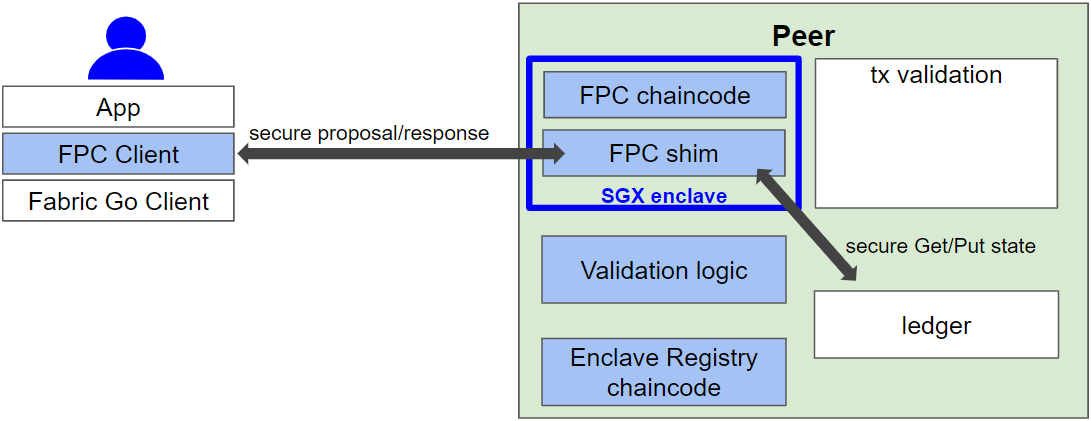 Peer
App
FPC Client
Fabric Go Client
secure proposal/response
FPC chaincode
FPC shim
SGX enclave
tx validation
secure Get/Put state
Validation logic
ledger
Enclave Registry
chaincode